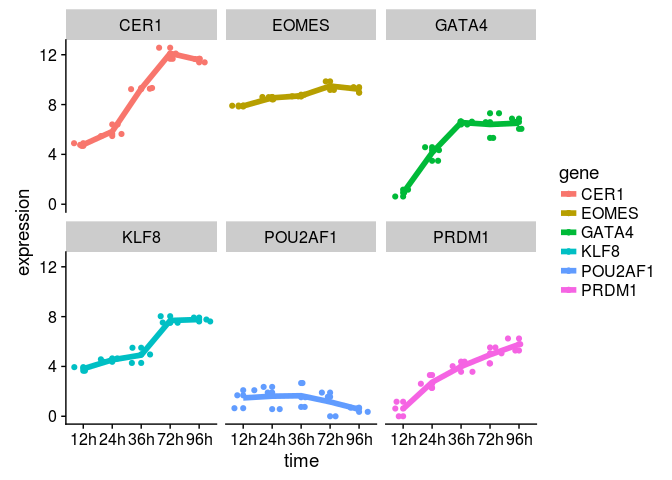 CER1 EOMES GATA4
12
8
4
0
KLF8 POU2AF1 PRDM1
12
8
4
0
12h 24h 36h 72h 96h 12h 24h 36h 72h 96h 12h 24h 36h 72h 96h
time
expression
gene
CER1
EOMES
GATA4
KLF8
POU2AF1
PRDM1